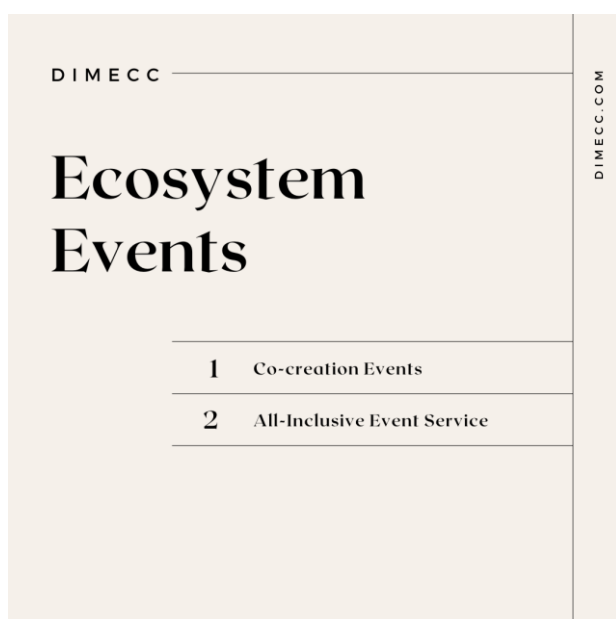 DIMECC
DIMECC.COM
Ecosystem
Events
1 Co-creation Events
2 All-Inclusive Event Service